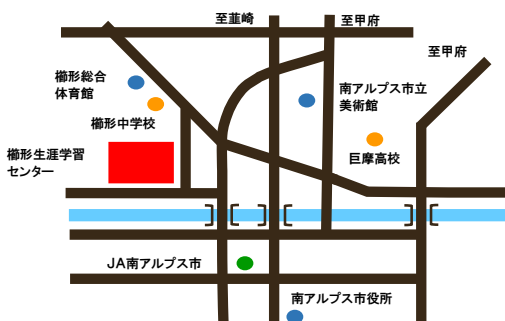 至韮崎
至甲府
至甲府
櫛形総合
体育館
南アルプス市立
美術館
櫛形中学校
櫛形生涯学習
センター
巨摩高校
JA南アルプス市
南アルプス市役所